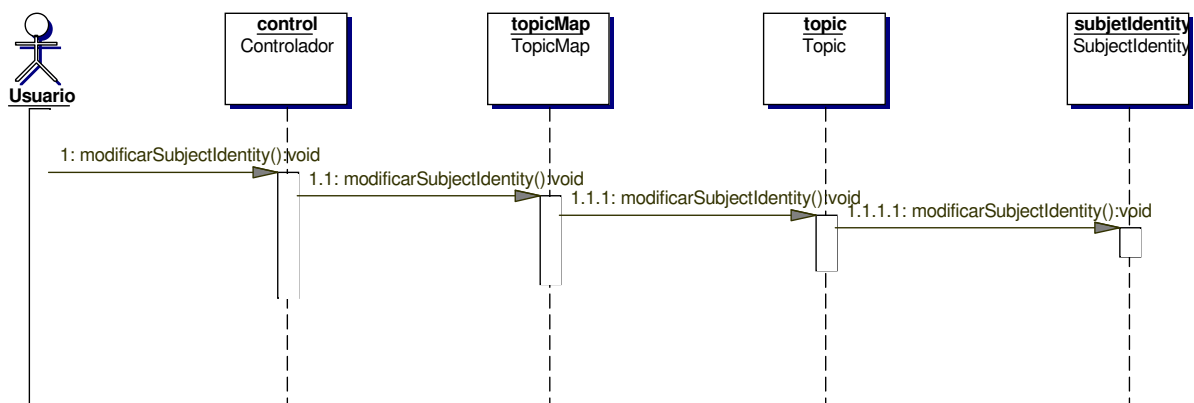 control
Controlador
topicMap
TopicMap
topic
Topic
subjetIdentity
SubjectIdentity
Usuario
1: modificarSubjectIdentity():void
1.1: modificarSubjectIdentity():void
1.1.1: modificarSubjectIdentity():void
1.1.1.1: modificarSubjectIdentity():void